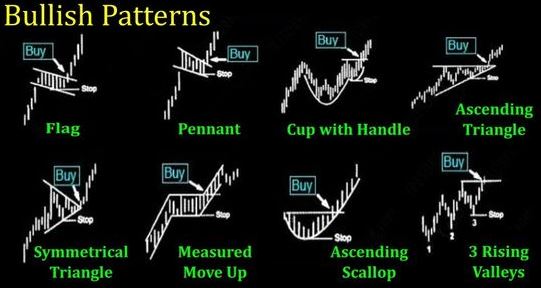 Bullish Patterns
Buy
Stop
Flag
Buy
Stop
Pennant
Buy
Stop
Cup with Handle
Buy
Stop
Ascending
Triangle
Buy
Stop
Symmetrical
Triangle
Buy
Stop
Measured
Move Up
Buy
Stop
Ascending
Scallop
Buy
Stop
1 2 3
3 Rising
Valleys